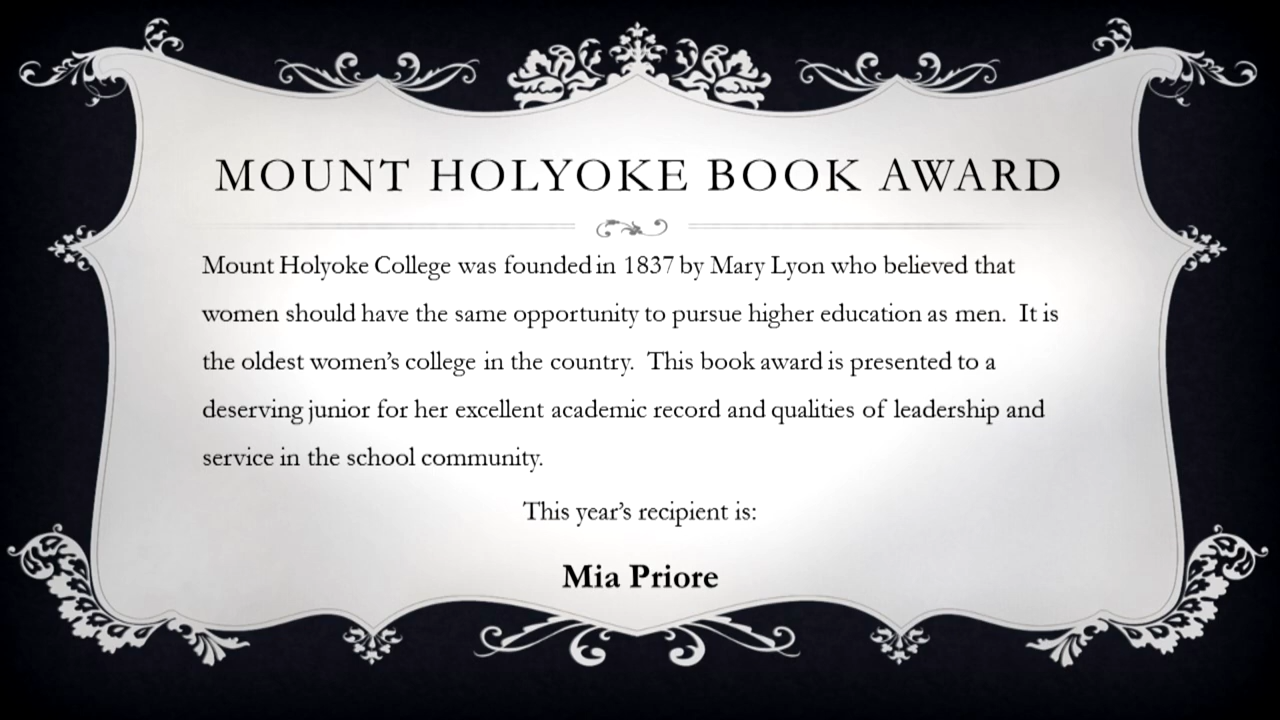 MOUNT HOLYOKE BOOK AWARD
Mount Holyoke College was founded in 1837 by Mary Lyon who believed that
women should have the same opportunity to pursue higher education as men.  It is
the oldest women’s college in the country.  This book award is presented to a
deserving junior for her excellent academic record and qualities of leadership and
service in the school community.
This year’s recipient is:
Mia Priore